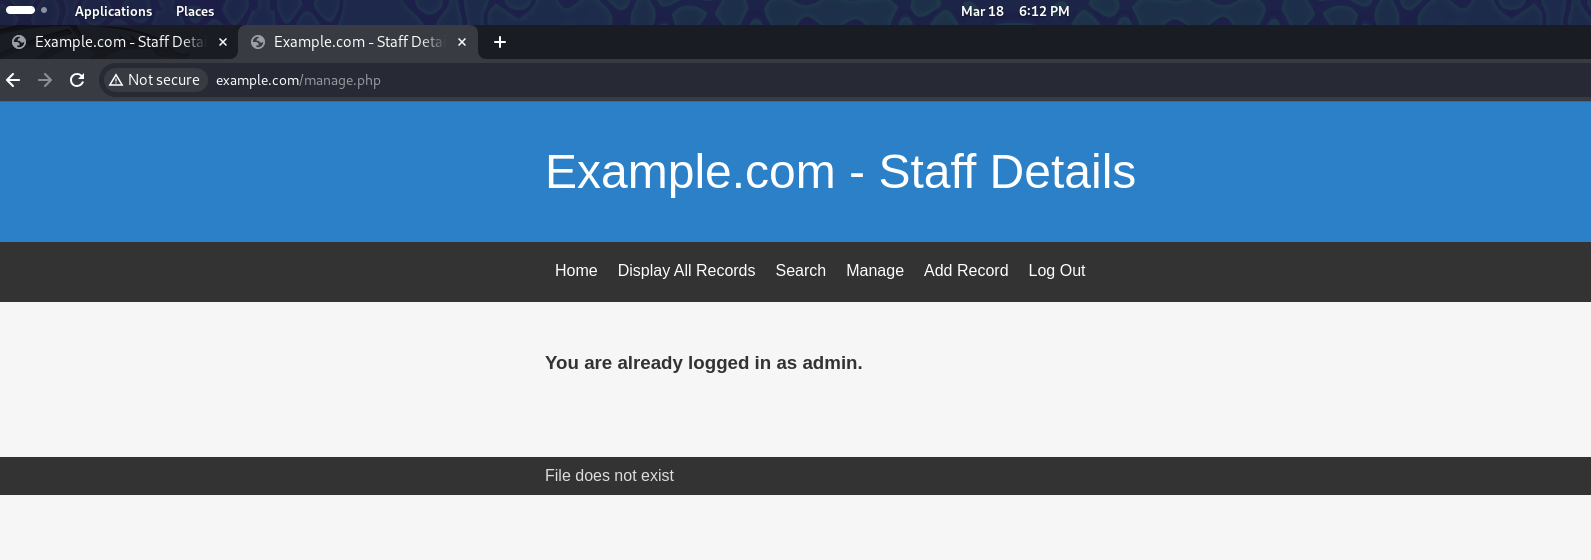 Applications Places Mar 18 6:12 PM
Example.com - Staff Deta Example.com - Staff Deta
Not secure example.com/manage.php
Example.com - Staff Details
Home Display All Records Search Manage Add Record Log Out
You are already logged in as admin.
File does not exist